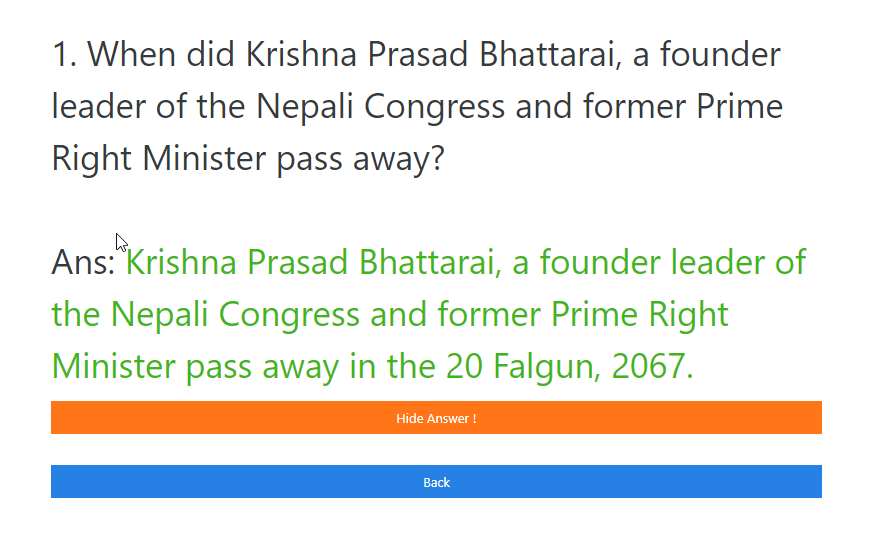 1. When did Krishna Prasad Bhattarai, a founder
leader of the Nepali Congress and former Prime
Right Minister pass away?
Ans: Krishna Prasad Bhattarai, a founder leader of
the Nepali Congress and former Prime Right
Minister pass away in the 20 Falgun, 2067.
Hide Answer !
Back